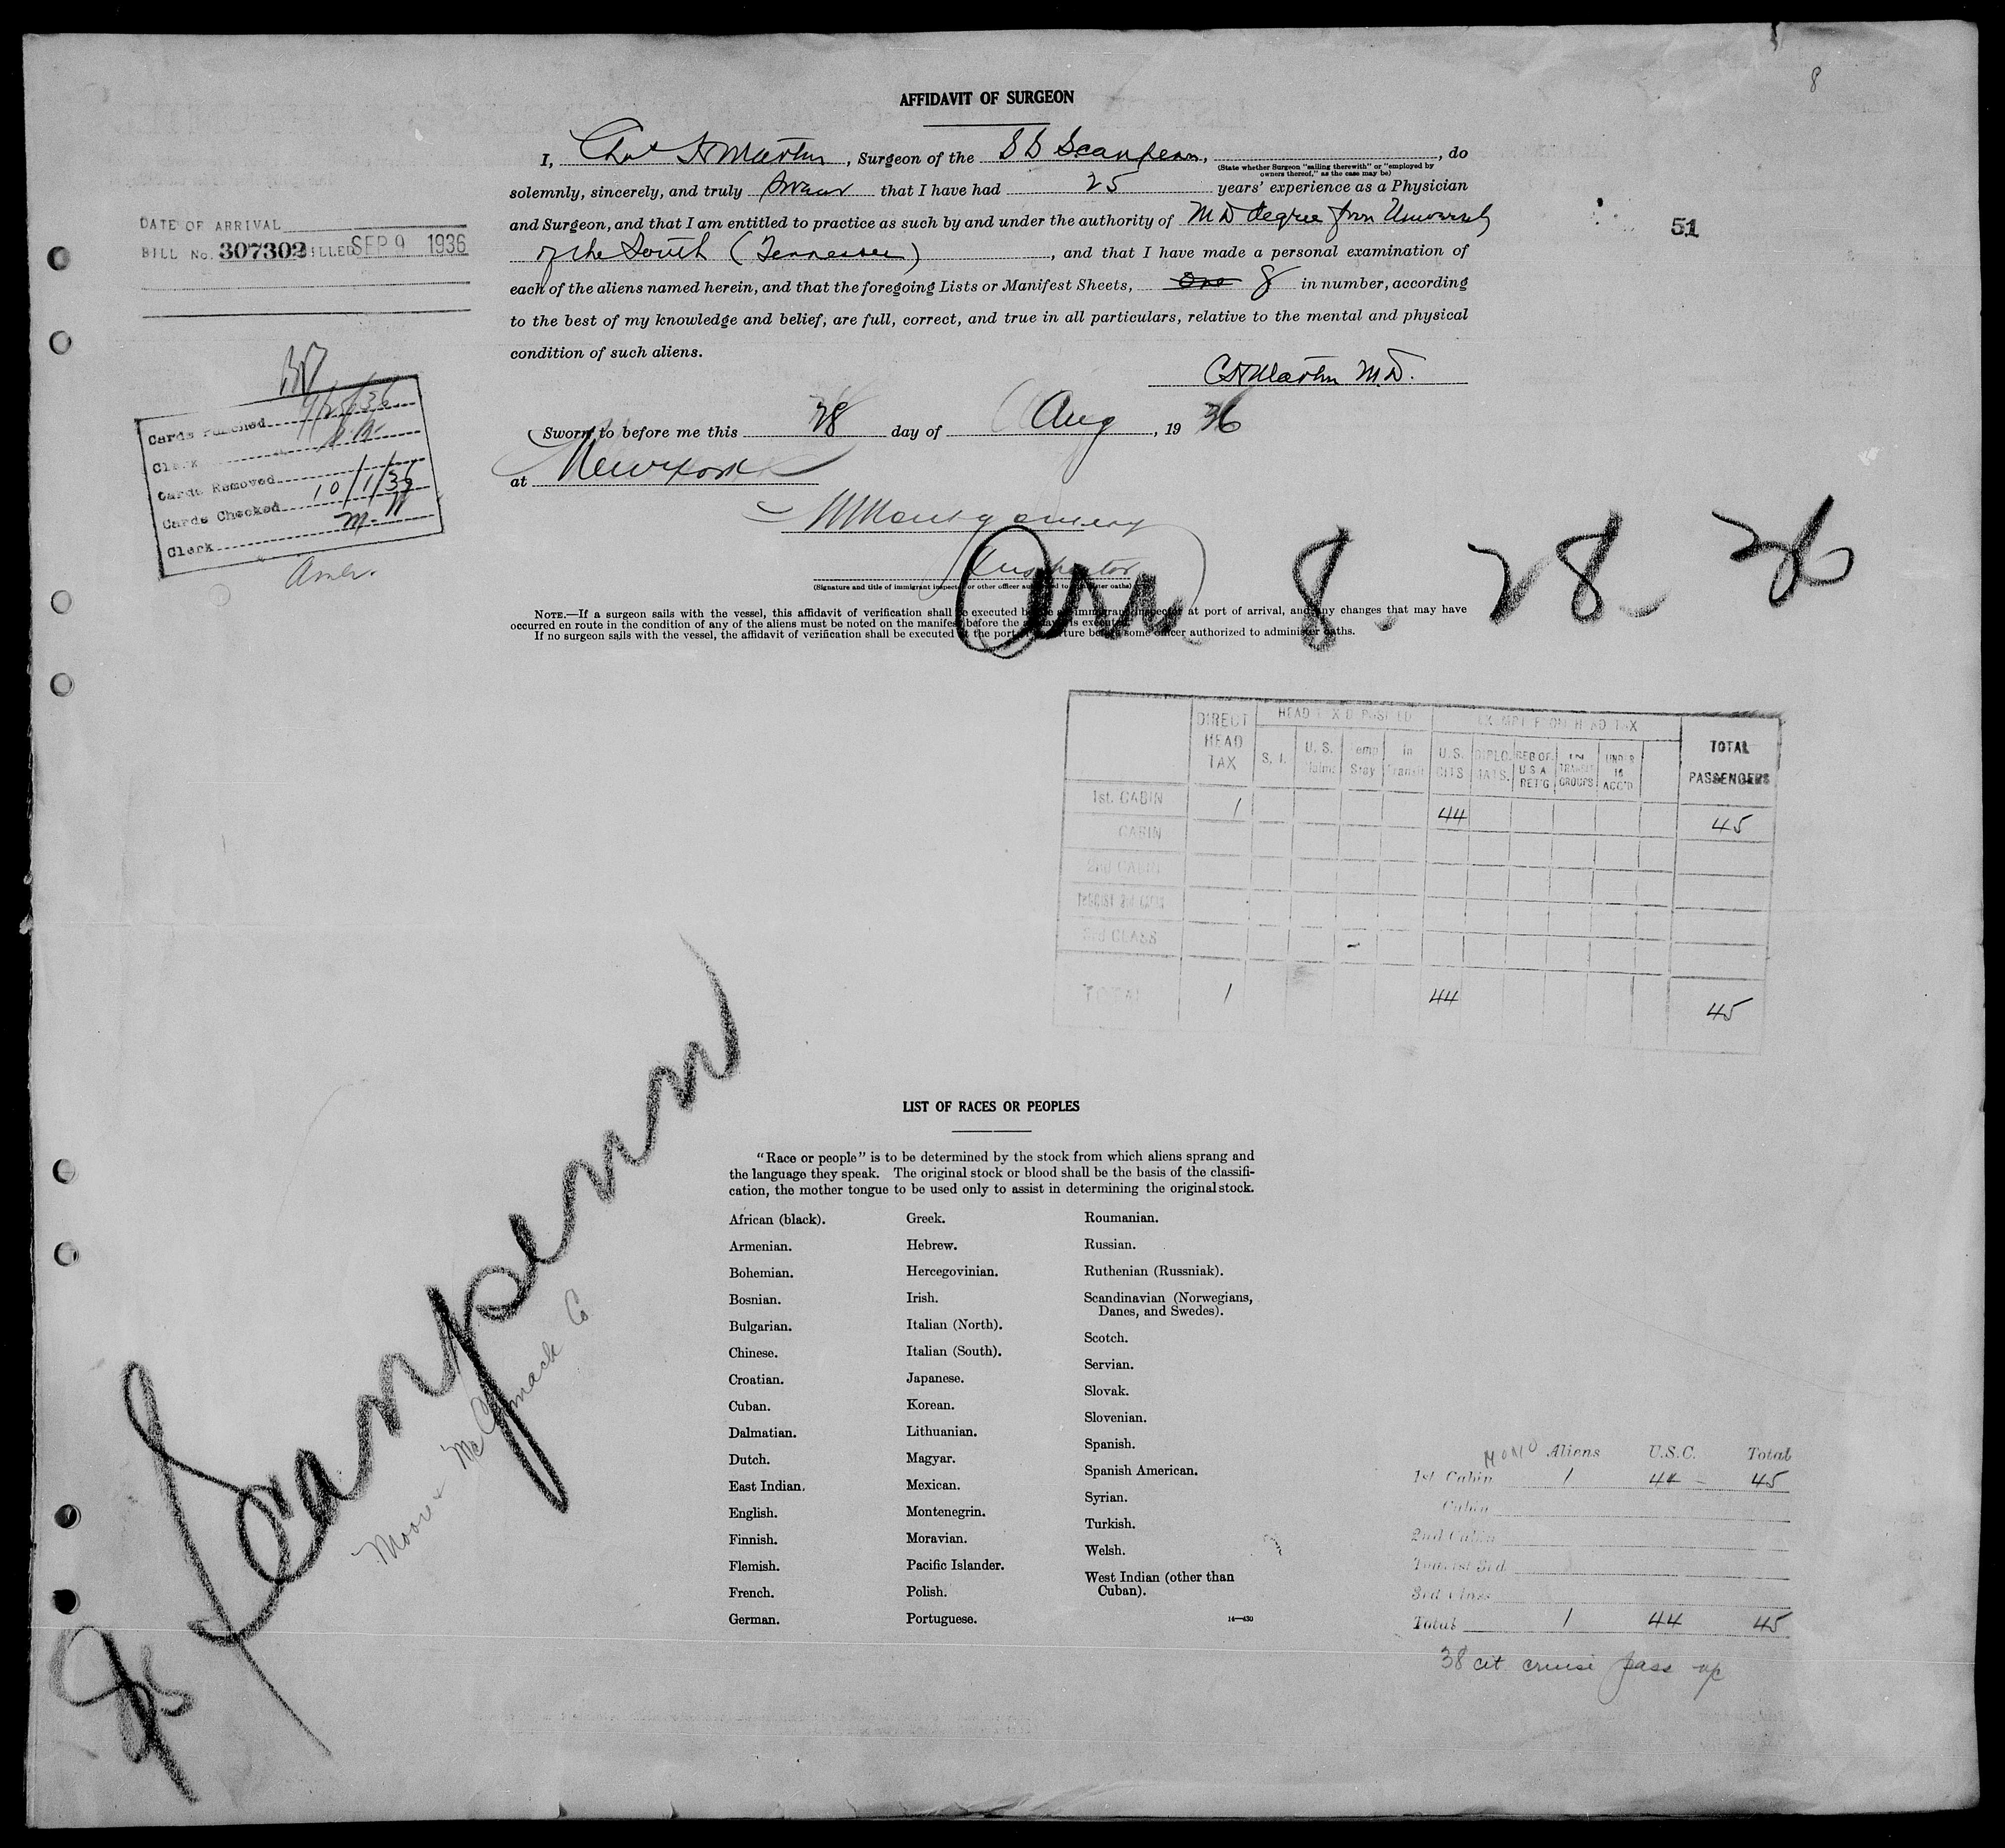 8
AFFIDAVIT OF SURGEON
I, Chas H Martin, Surgeon of the S S Scanpenn, , do
(State whether Surgeon "sailing therewith" or "employed by
owners thereof," as the case may be)
solemnly, sincerely, and truly swear that I have had 25 years' experience as a Physician
and Surgeon, and that I am entitled to practice as such by and under the authority of MD degree from University
of the South (Tennessee), and that I have made a personal examination of
each of the aliens named herein, and that the foregoing Lists or Manifest Sheets, One 8 in number, according
to the best of my knowledge and belief, are full, correct, and true in all particulars, relative to the mental and physical
condition of such aliens.
CH Martin M.D.
Sworn to before me this 28 day of Aug, 19 36
at New York
Montgomery
Inspector
(Signature and title of immigrant inspector or other officer authorized to administer oaths)
NOTE.—If a surgeon sails with the vessel, this affidavit of verification shall be executed before an immigrant inspector at port of arrival, and any changes that may have
occurred en route in the condition of any of the aliens must be noted on the manifest before the affidavit is executed.
If no surgeon sails with the vessel, the affidavit of verification shall be executed at the port of departure before some officer authorized to administer oaths.
DATE OF ARRIVAL
BILL No. 307302 BILLED SEP 9 1936
51
Cards Punched 9/25/36
Clerk
Cards Removed
Cards Checked 10/1/36
Clerk M-W
Arr 8. 28. 36
DIRECT HEAD TAX
HEAD TAX DEPOSITED
EXEMPT FROM HEAD TAX
TOTAL PASSENGERS
S. I.
U. S. Claims
Temp Stay
in Transit
U.S. CITS
DIPLO. TATS.
RES OF. U S A RET'G
IN TRANSIT GROUPS
UNDER 16 ACC'D
1st. CABIN 1 44 45
CABIN
2nd CABIN
TOURIST 3rd CABIN
3rd CLASS -
TOTAL 1 44 45
Scanpenn
Moore & McCormack Co
LIST OF RACES OR PEOPLES
"Race or people" is to be determined by the stock from which aliens sprang and
the language they speak. The original stock or blood shall be the basis of the classifi-
cation, the mother tongue to be used only to assist in determining the original stock.
African (black).
Armenian.
Bohemian.
Bosnian.
Bulgarian.
Chinese.
Croatian.
Cuban.
Dalmatian.
Dutch.
East Indian.
English.
Finnish.
Flemish.
French.
German.
Greek.
Hebrew.
Hercegovinian.
Irish.
Italian (North).
Italian (South).
Japanese.
Korean.
Lithuanian.
Magyar.
Mexican.
Montenegrin.
Moravian.
Pacific Islander.
Polish.
Portuguese.
Roumanian.
Russian.
Ruthenian (Russniak).
Scandinavian (Norwegians,
Danes, and Swedes).
Scotch.
Servian.
Slovak.
Slovenian.
Spanish.
Spanish American.
Syrian.
Turkish.
Welsh.
West Indian (other than
Cuban).
14—430
Aliens U.S.C. Total
1st Cabin 1 44 - 45
Cabin
2nd Cabin
Tourist 3rd
3rd Class
Total 1 44 45
38 cit cruise pass up